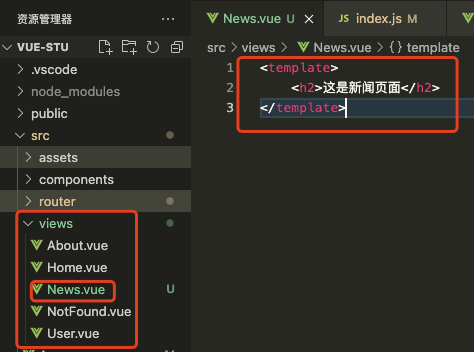 资源管理器
VUE-STU
.vscode
node_modules
public
src
assets
components
router
views
About.vue
Home.vue
News.vue U
NotFound.vue
User.vue
News.vue U
JS index.js M
src > views > News.vue > {} template
1 <template>
2 <h2>这是新闻页面</h2>
3 </template>